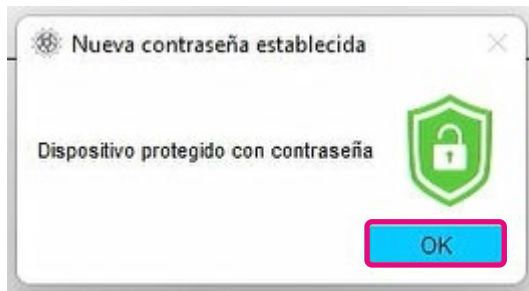 Nueva contraseña establecida
Dispositivo protegido con contraseña
OK